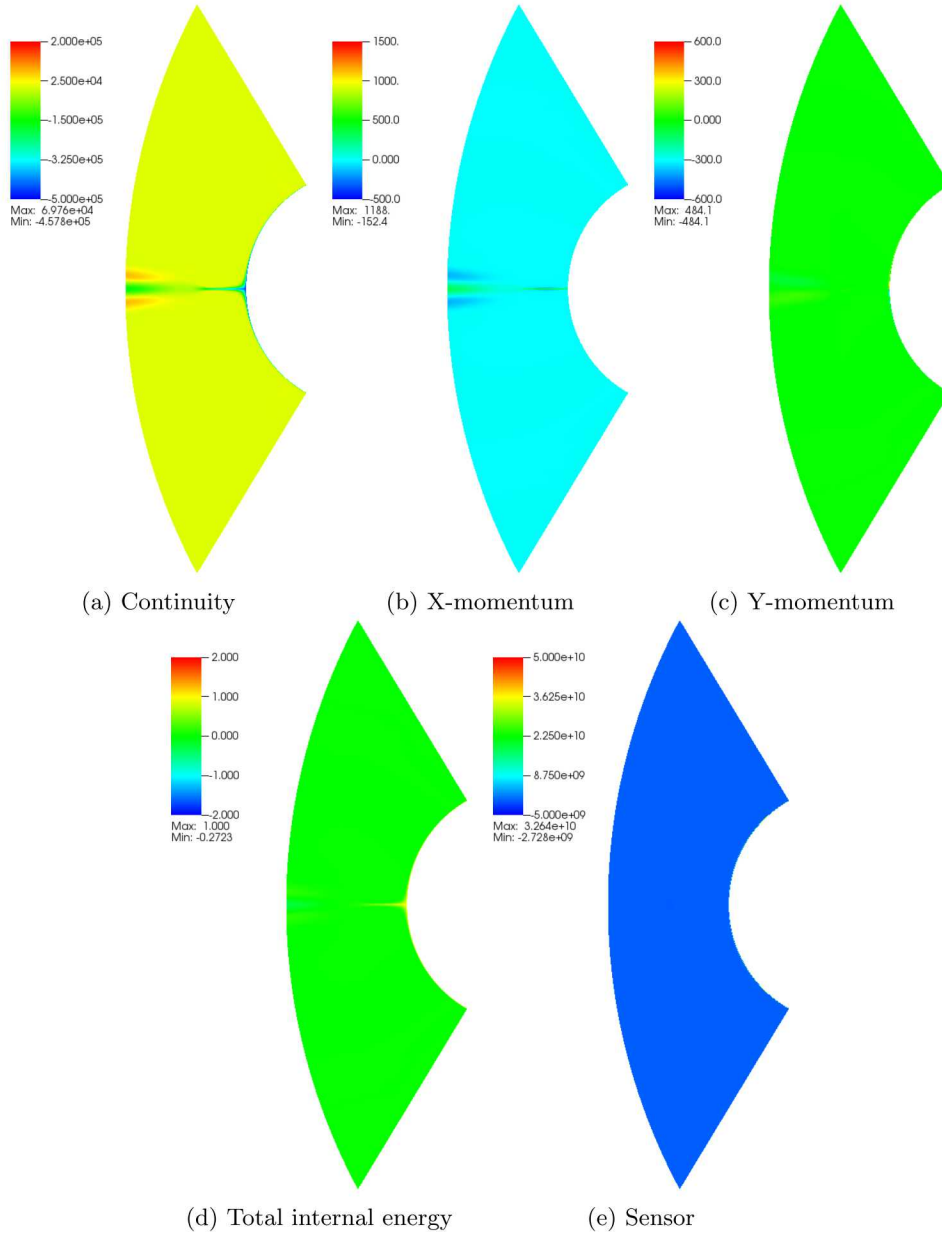 2.000e+05
2.500e+04
-1.500e+05
-3.250e+05
-5.000e+05
Max: 6.976e+04
Min: -4.578e+05
1500.
1000.
500.0
0.000
-500.0
Max: 1188.
Min: -152.4
600.0
300.0
0.000
-300.0
-600.0
Max: 484.1
Min: -484.1
(a) Continuity
(b) X-momentum
(c) Y-momentum
2.000
1.000
0.000
-1.000
-2.000
Max: 1.000
Min: -0.2723
5.000e+10
3.625e+10
2.250e+10
8.750e+09
-5.000e+09
Max: 3.264e+10
Min: -2.728e+09
(d) Total internal energy
(e) Sensor